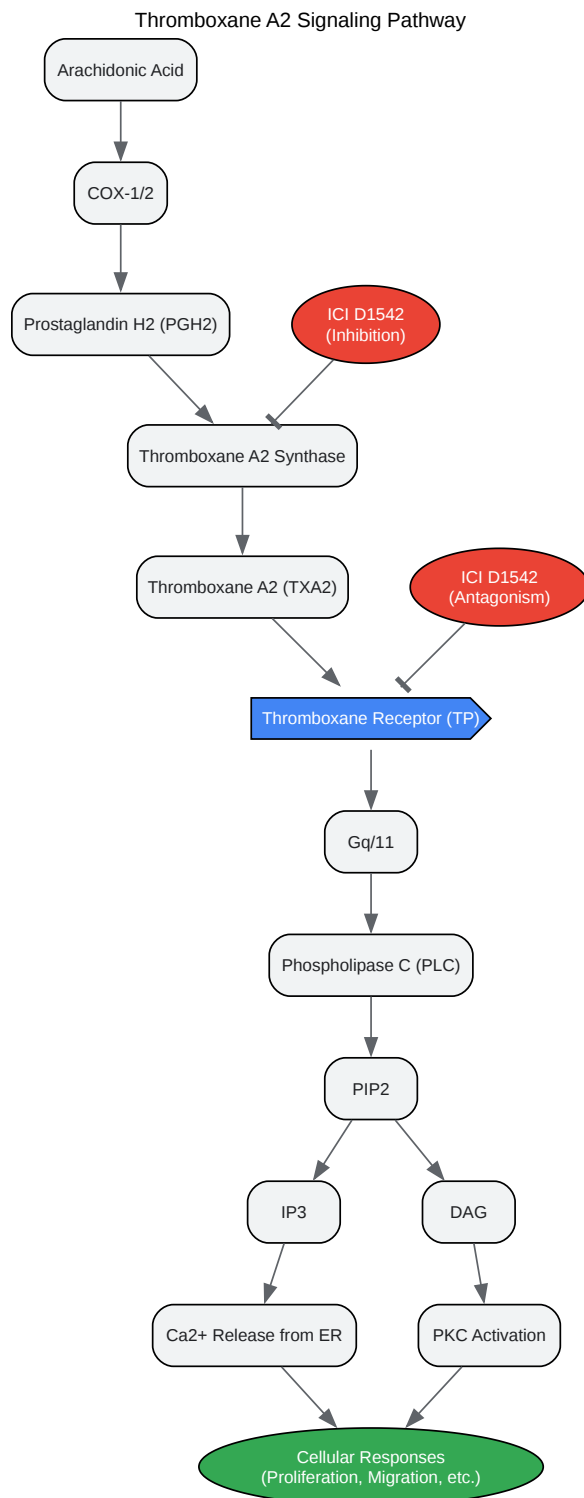 Thromboxane A2 Signaling Pathway
Arachidonic Acid
COX-1/2
Prostaglandin H2 (PGH2)
ICI D1542
(Inhibition)
Thromboxane A2 Synthase
Thromboxane A2 (TXA2)
ICI D1542
(Antagonism)
Thromboxane Receptor (TP)
Gq/11
Phospholipase C (PLC)
PIP2
IP3
DAG
Ca2+ Release from ER
PKC Activation
Cellular Responses
(Proliferation, Migration, etc.)